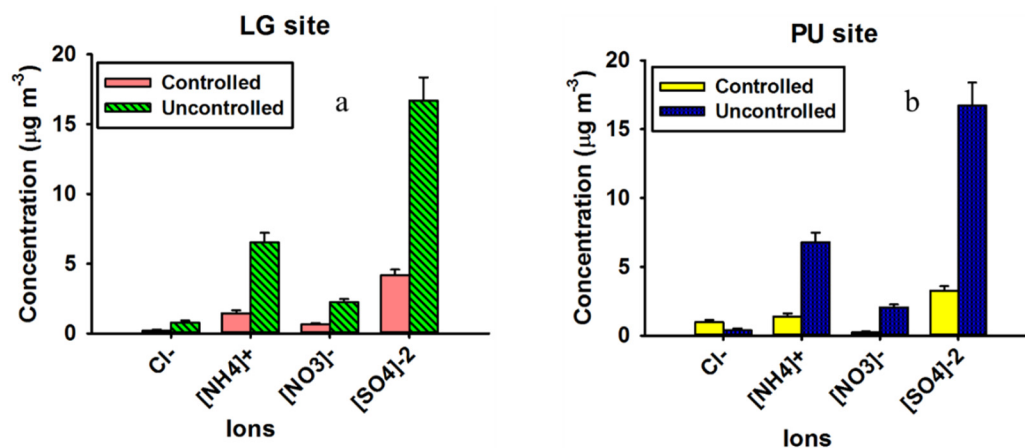 LG site
Concentration (μg m-3)
20
15
10
5
0
Controlled
Uncontrolled
a
Cl-
[NH4]+
[NO3]-
[SO4]-2
Ions
PU site
Concentration (μg m-3)
20
15
10
5
0
Controlled
Uncontrolled
b
Cl-
[NH4]+
[NO3]-
[SO4]-2
Ions